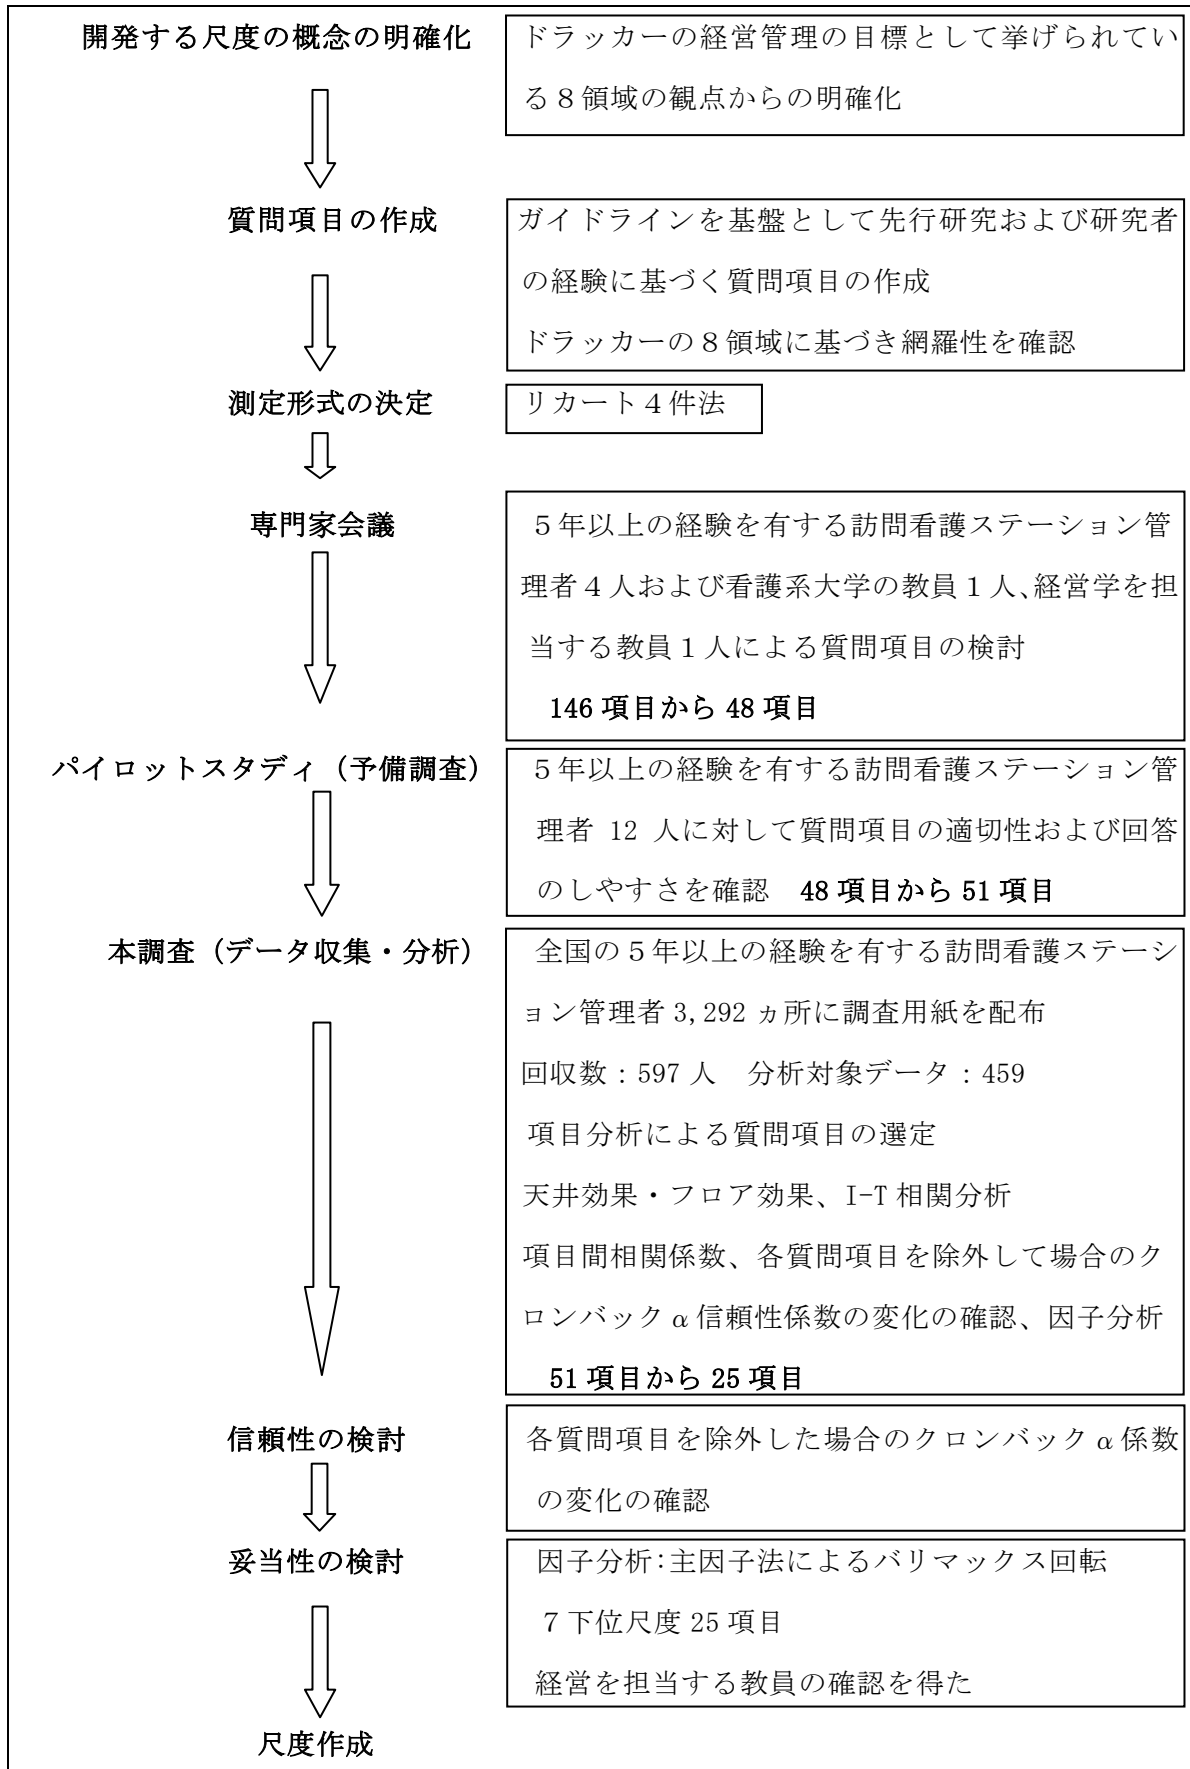 開発する尺度の概念の明確化
ドラッカーの経営管理の目標として挙げられてい
る８領域の観点からの明確化
質問項目の作成
ガイドラインを基盤として先行研究および研究者
の経験に基づく質問項目の作成
ドラッカーの８領域に基づき網羅性を確認
測定形式の決定
リカート４件法
専門家会議
５年以上の経験を有する訪問看護ステーション管
理者４人および看護系大学の教員１人、経営学を担
当する教員１人による質問項目の検討
146 項目から 48 項目
パイロットスタディ（予備調査）
５年以上の経験を有する訪問看護ステーション管
理者 12 人に対して質問項目の適切性および回答
のしやすさを確認　48 項目から 51 項目
本調査（データ収集・分析）
全国の５年以上の経験を有する訪問看護ステーシ
ョン管理者 3,292 ヵ所に調査用紙を配布
回収数：597 人　分析対象データ：459
項目分析による質問項目の選定
天井効果・フロア効果、I-T 相関分析
項目間相関係数、各質問項目を除外して場合のク
ロンバックα信頼性係数の変化の確認、因子分析
51 項目から 25 項目
信頼性の検討
各質問項目を除外した場合のクロンバックα係数
の変化の確認
妥当性の検討
因子分析：主因子法によるバリマックス回転
７下位尺度 25 項目
経営を担当する教員の確認を得た
尺度作成